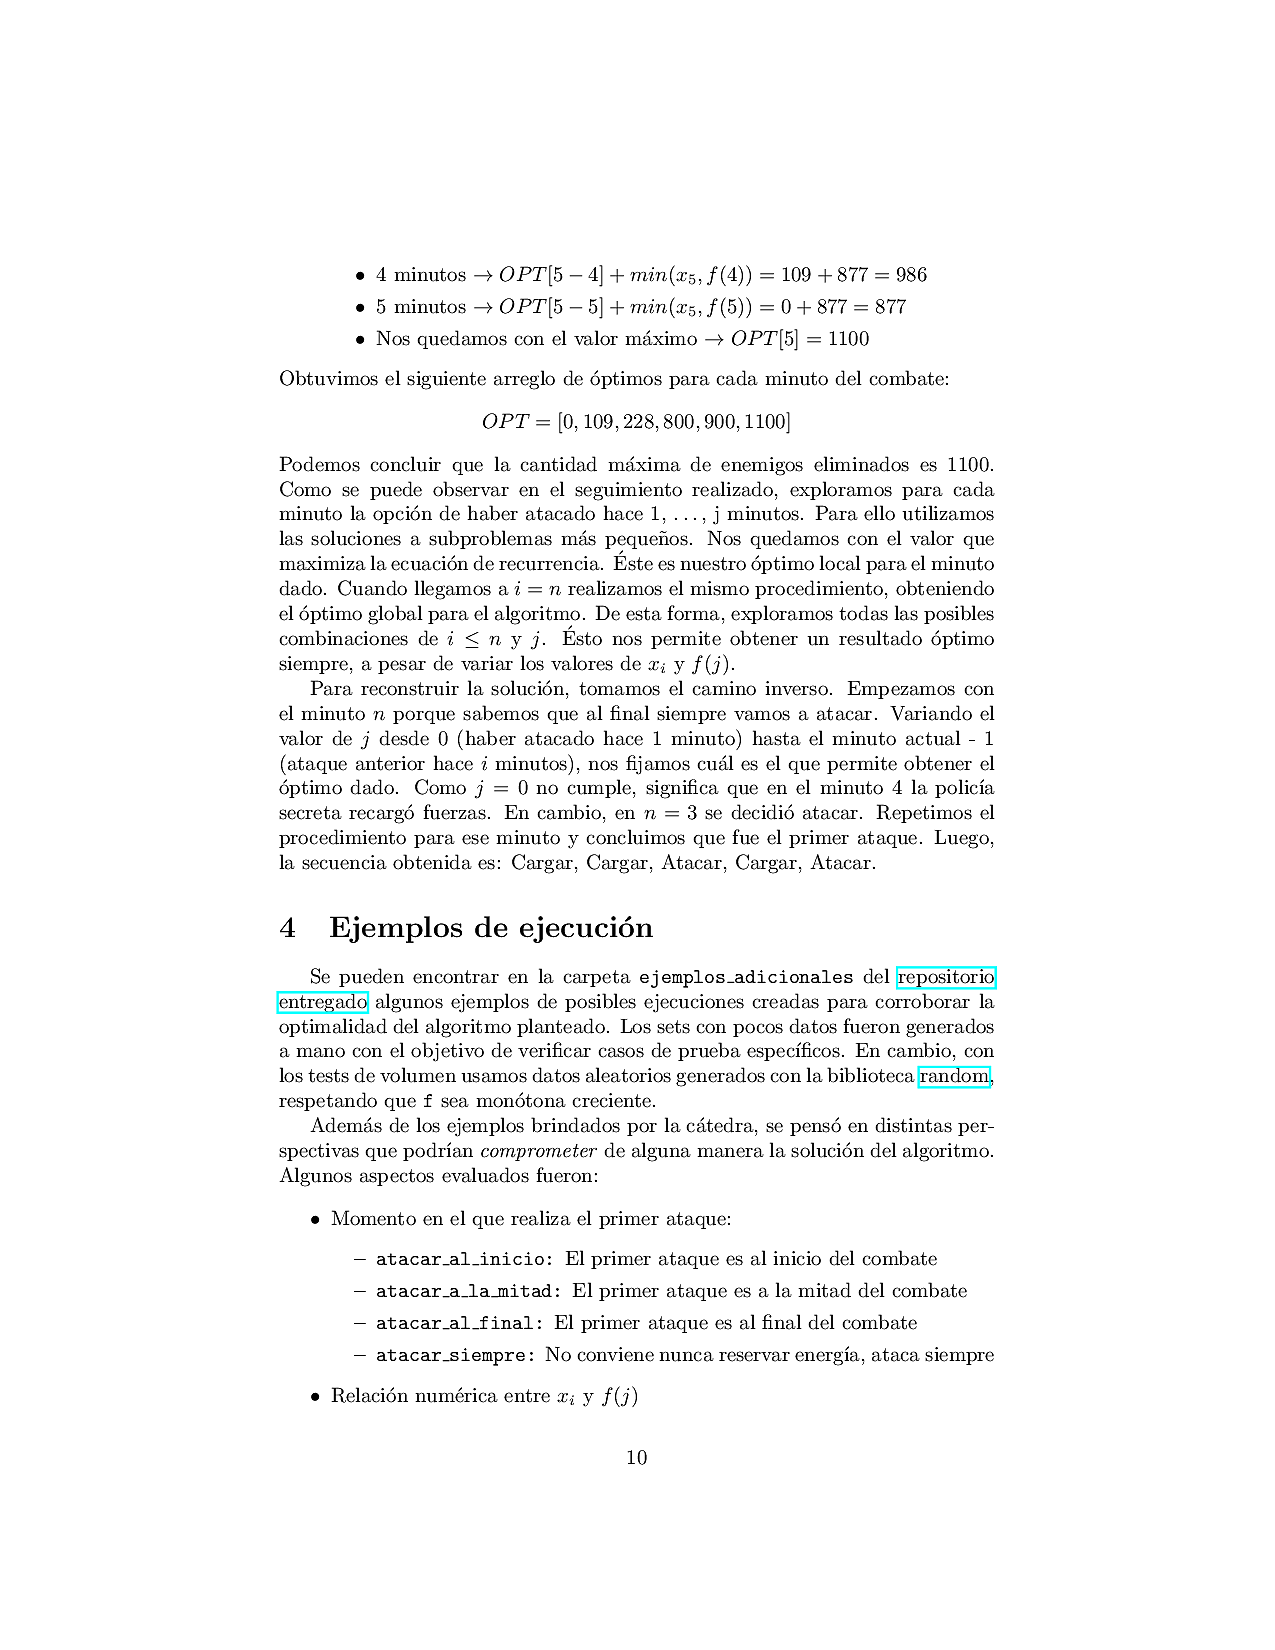 • 4 minutos → OPT[5 − 4] + min(x₅, f(4)) = 109 + 877 = 986
• 5 minutos → OPT[5 − 5] + min(x₅, f(5)) = 0 + 877 = 877
• Nos quedamos con el valor máximo → OPT[5] = 1100
Obtuvimos el siguiente arreglo de óptimos para cada minuto del combate:
OPT = [0, 109, 228, 800, 900, 1100]
Podemos concluir que la cantidad máxima de enemigos eliminados es 1100.
Como se puede observar en el seguimiento realizado, exploramos para cada
minuto la opción de haber atacado hace 1, . . . , j minutos. Para ello utilizamos
las soluciones a subproblemas más pequeños. Nos quedamos con el valor que
maximiza la ecuación de recurrencia. Éste es nuestro óptimo local para el minuto
dado. Cuando llegamos a i = n realizamos el mismo procedimiento, obteniendo
el óptimo global para el algoritmo. De esta forma, exploramos todas las posibles
combinaciones de i ≤ n y j. Ésto nos permite obtener un resultado óptimo
siempre, a pesar de variar los valores de xᵢ y f(j).
Para reconstruir la solución, tomamos el camino inverso. Empezamos con
el minuto n porque sabemos que al final siempre vamos a atacar. Variando el
valor de j desde 0 (haber atacado hace 1 minuto) hasta el minuto actual - 1
(ataque anterior hace i minutos), nos fijamos cuál es el que permite obtener el
óptimo dado. Como j = 0 no cumple, significa que en el minuto 4 la policía
secreta recargó fuerzas. En cambio, en n = 3 se decidió atacar. Repetimos el
procedimiento para ese minuto y concluimos que fue el primer ataque. Luego,
la secuencia obtenida es: Cargar, Cargar, Atacar, Cargar, Atacar.
4 Ejemplos de ejecución
Se pueden encontrar en la carpeta ejemplos_adicionales del repositorio
entregado algunos ejemplos de posibles ejecuciones creadas para corroborar la
optimalidad del algoritmo planteado. Los sets con pocos datos fueron generados
a mano con el objetivo de verificar casos de prueba específicos. En cambio, con
los tests de volumen usamos datos aleatorios generados con la biblioteca random,
respetando que f sea monótona creciente.
Además de los ejemplos brindados por la cátedra, se pensó en distintas per-
spectivas que podrían comprometer de alguna manera la solución del algoritmo.
Algunos aspectos evaluados fueron:
• Momento en el que realiza el primer ataque:
– atacar_al_inicio: El primer ataque es al inicio del combate
– atacar_a_la_mitad: El primer ataque es a la mitad del combate
– atacar_al_final: El primer ataque es al final del combate
– atacar_siempre: No conviene nunca reservar energía, ataca siempre
• Relación numérica entre xᵢ y f(j)
10